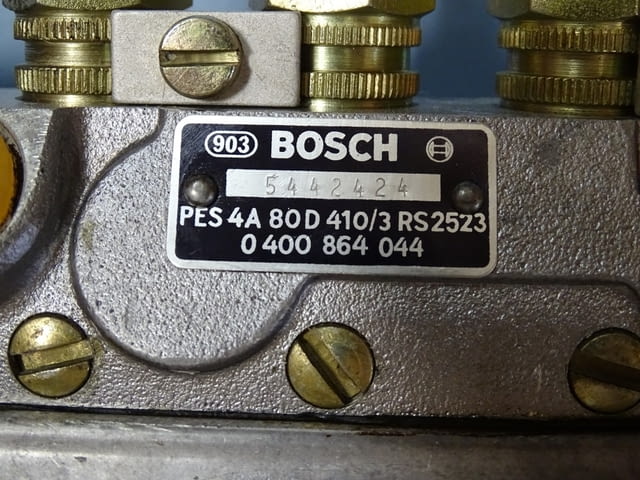 903 BOSCH
5442424
PES 4A 80D 410/3 RS2523
0 400 864 044